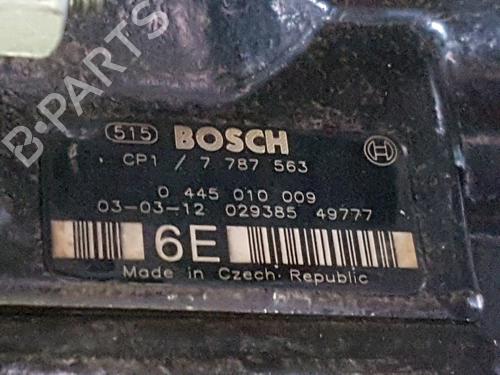 B-PARTS
515 BOSCH
CP1 / 7 787 563
0 445 010 009
03-03-12 029385 49777
6E
Made in Czech Republic